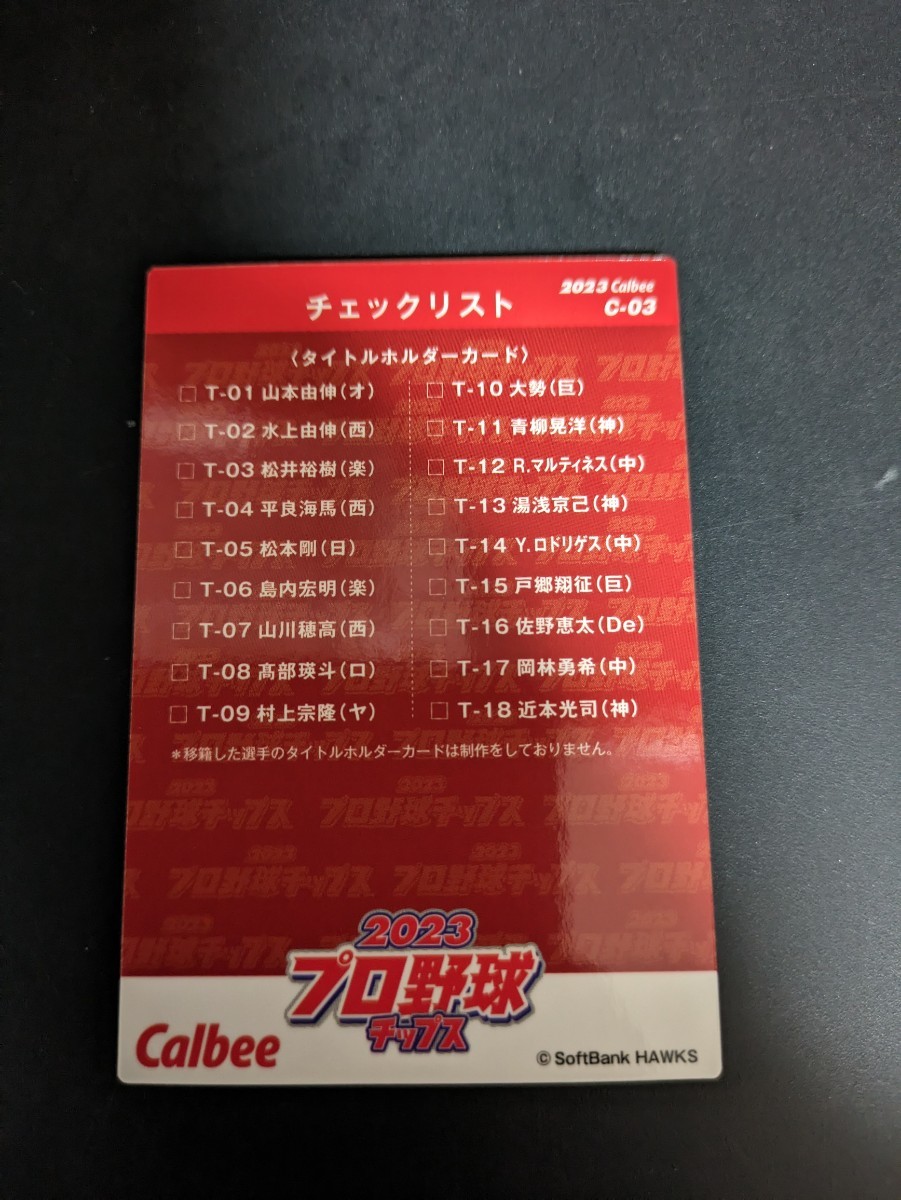 2023 Calbee
チェックリスト
C-03
〈タイトルホルダーカード〉
□ T-01 山本由伸(オ)
□ T-02 水上由伸(西)
□ T-03 松井裕樹(楽)
□ T-04 平良海馬(西)
□ T-05 松本剛(日)
□ T-06 島内宏明(楽)
□ T-07 山川穂高(西)
□ T-08 髙部瑛斗(ロ)
□ T-09 村上宗隆(ヤ)
□ T-10 大勢(巨)
□ T-11 青柳晃洋(神)
□ T-12 R.マルティネス(中)
□ T-13 湯浅京己(神)
□ T-14 Y.ロドリゲス(中)
□ T-15 戸郷翔征(巨)
□ T-16 佐野恵太(De)
□ T-17 岡林勇希(中)
□ T-18 近本光司(神)
＊移籍した選手のタイトルホルダーカードは制作をしておりません。
2023
プロ野球
チップス
Calbee
© SoftBank HAWKS